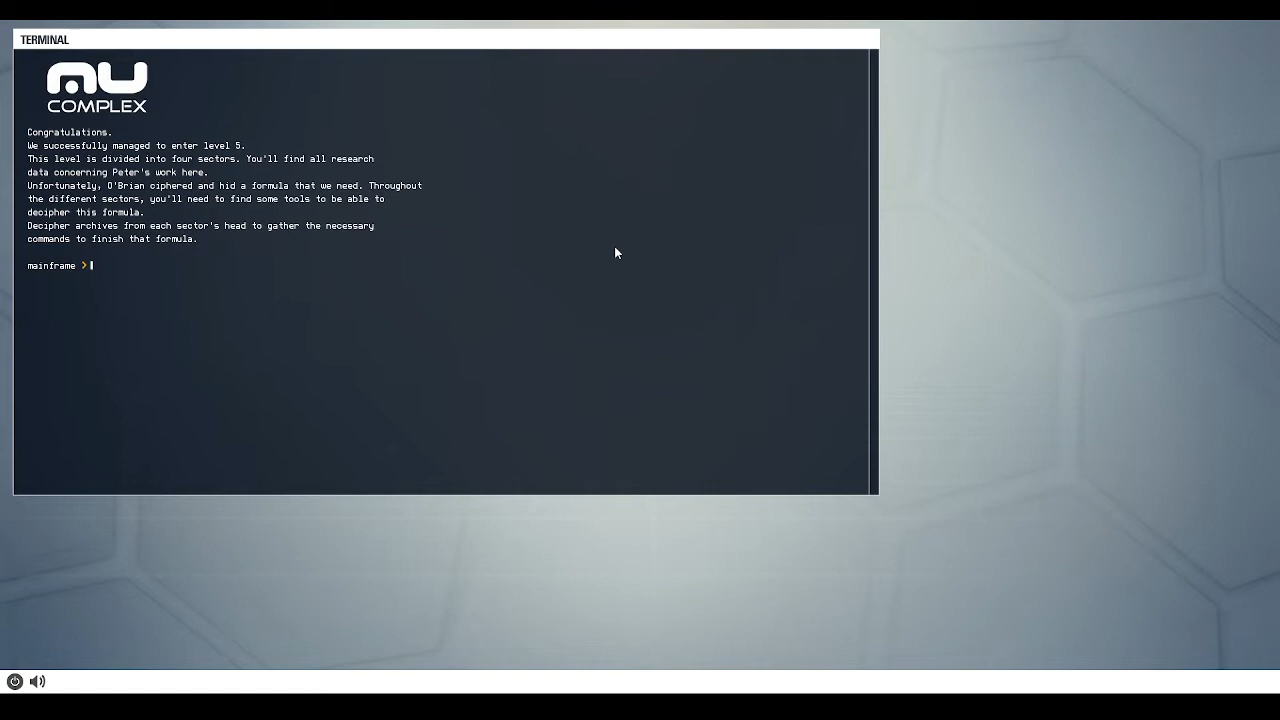 TERMINAL
MU
COMPLEX
Congratulations.
We successfully managed to enter level 5.
This level is divided into four sectors. You'll find all research
data concerning Peter's work here.
Unfortunately, O'Brian ciphered and hid a formula that we need. Throughout
the different sectors, you'll need to find some tools to be able to
decipher this formula.
Decipher archives from each sector's head to gather the necessary
commands to finish that formula.
mainframe >